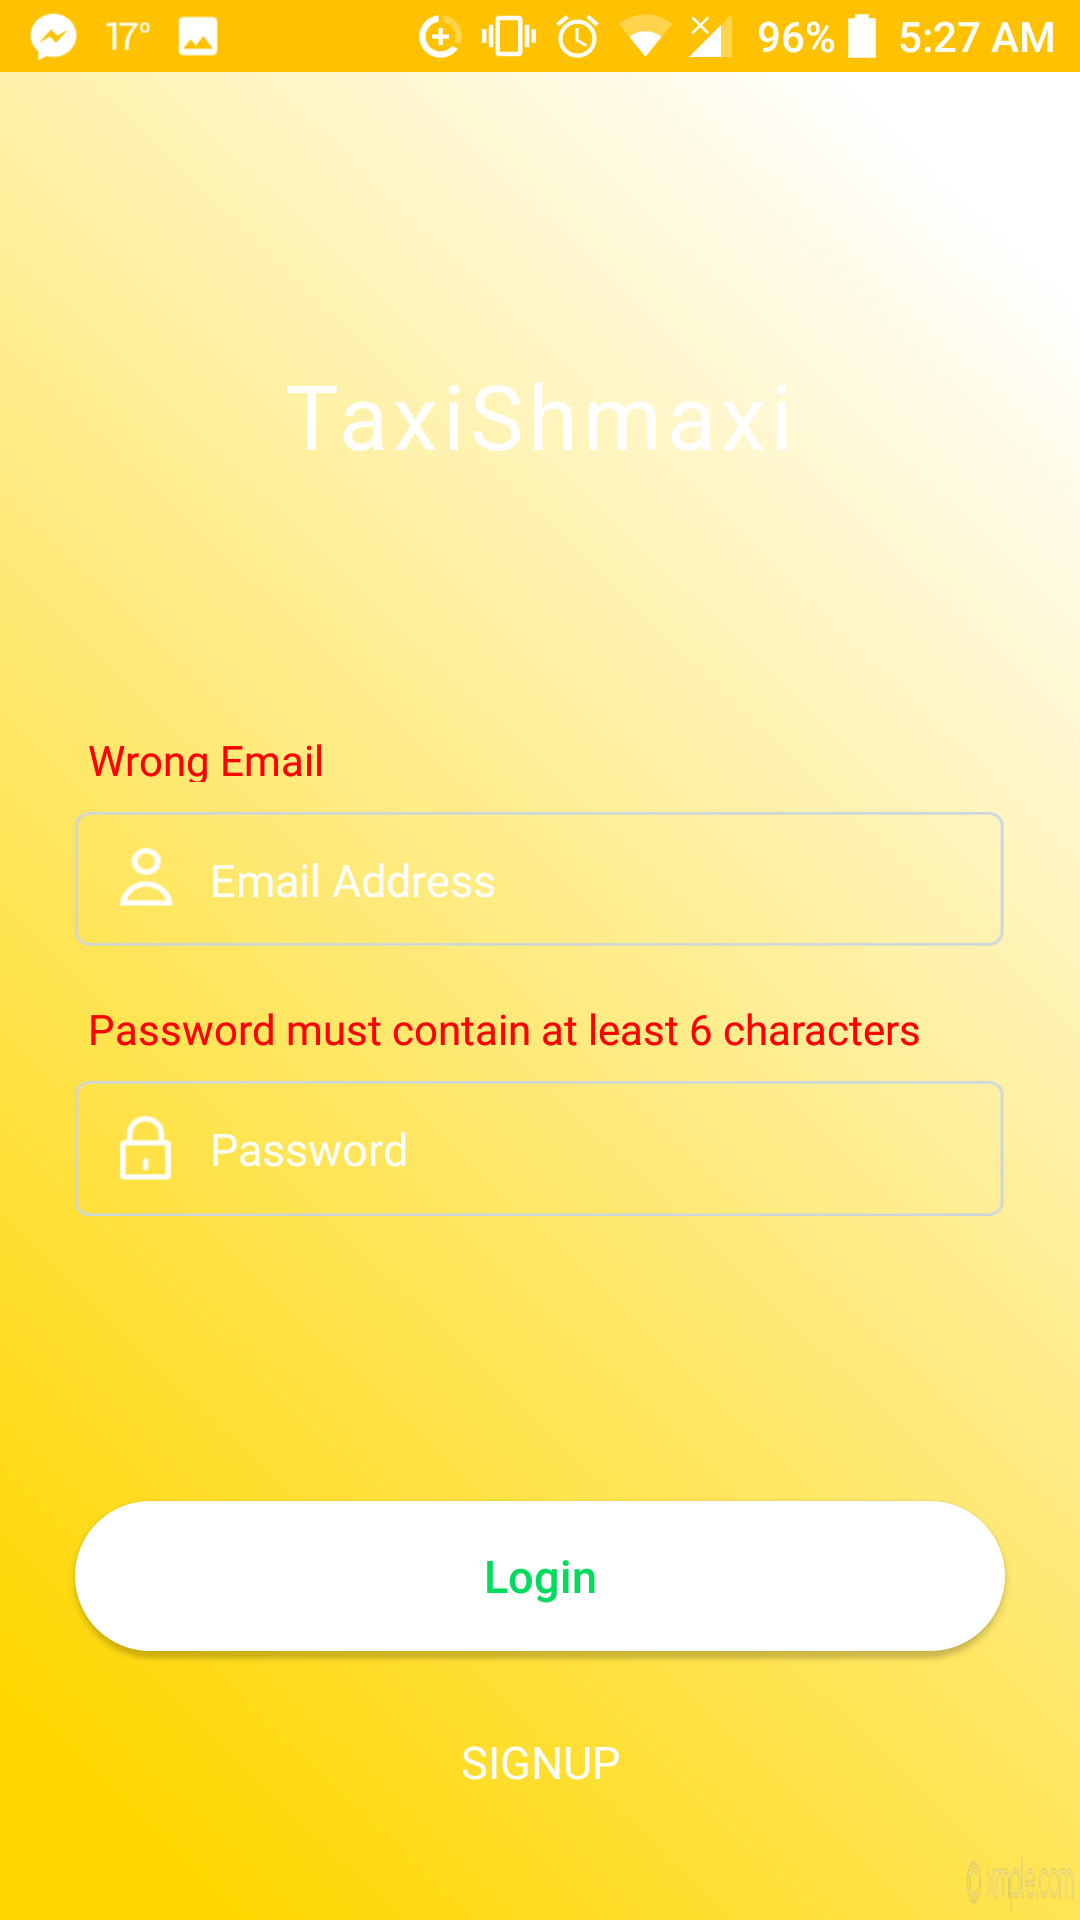 17° 96% 5:27 AM
TaxiShmaxi
Wrong Email
Email Address
Password must contain at least 6 characters
Password
Login
SIGNUP
© xmple.com